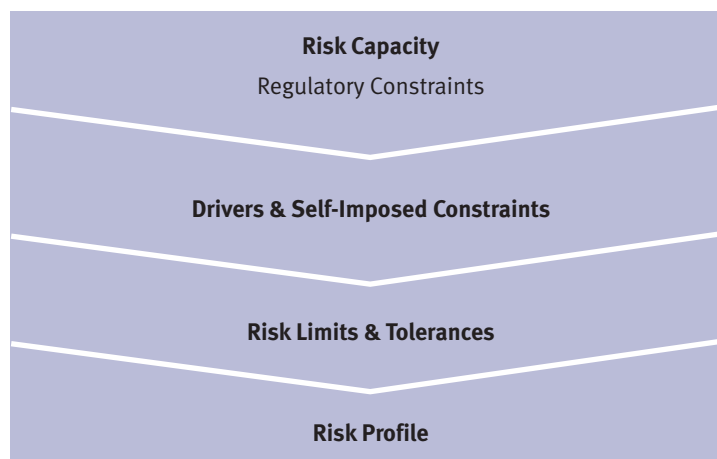 Risk Capacity
Regulatory Constraints
Drivers & Self-Imposed Constraints
Risk Limits & Tolerances
Risk Profile